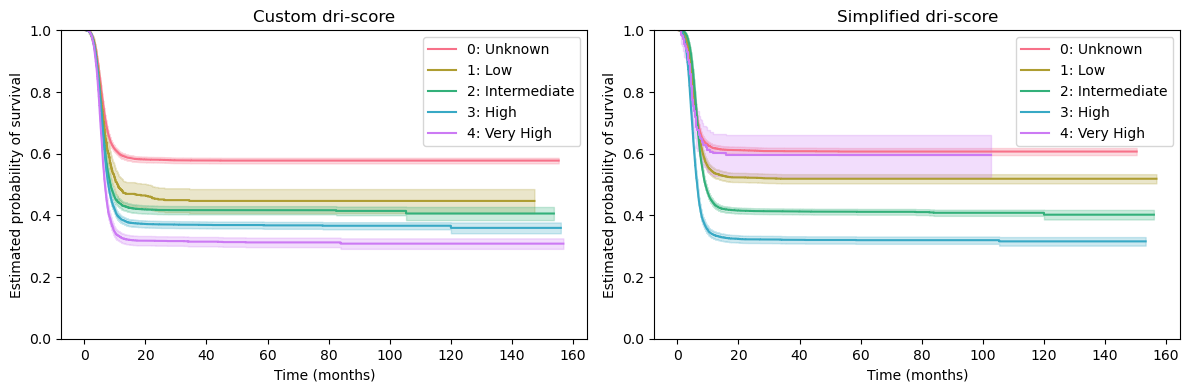 Custom dri-score
Estimated probability of survival
1.0
0.8
0.6
0.4
0.2
0.0
0: Unknown
1: Low
2: Intermediate
3: High
4: Very High
0 20 40 60 80 100 120 140 160
Time (months)
Simplified dri-score
Estimated probability of survival
1.0
0.8
0.6
0.4
0.2
0.0
0: Unknown
1: Low
2: Intermediate
3: High
4: Very High
0 20 40 60 80 100 120 140 160
Time (months)